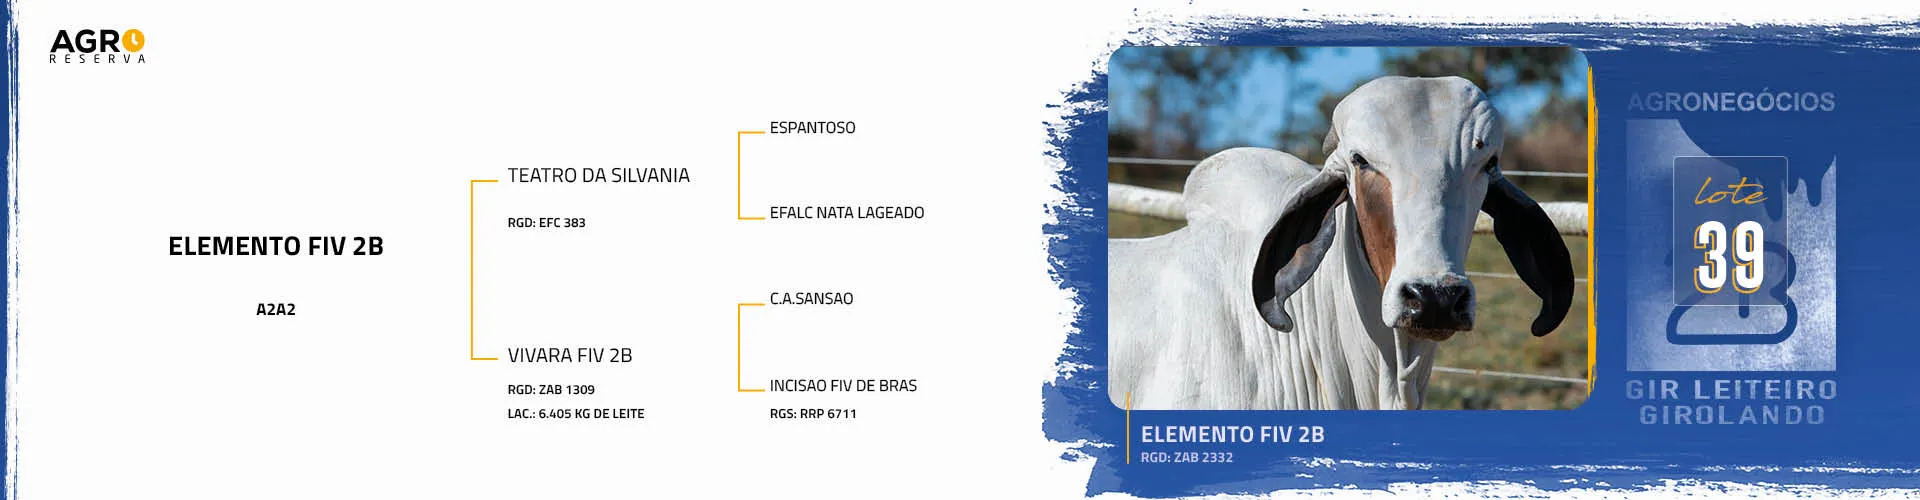 AGRO
RESERVA
ELEMENTO FIV 2B
A2A2
TEATRO DA SILVANIA
RGD: EFC 383
VIVARA FIV 2B
RGD: ZAB 1309
LAC.: 6.405 KG DE LEITE
ESPANTOSO
EFALC NATA LAGEADO
C.A.SANSAO
INCISAO FIV DE BRAS
RGS: RRP 6711
ELEMENTO FIV 2B
RGD: ZAB 2332
AGRONEGÓCIOS
lote
39
2B
GIR LEITEIRO
GIROLANDO